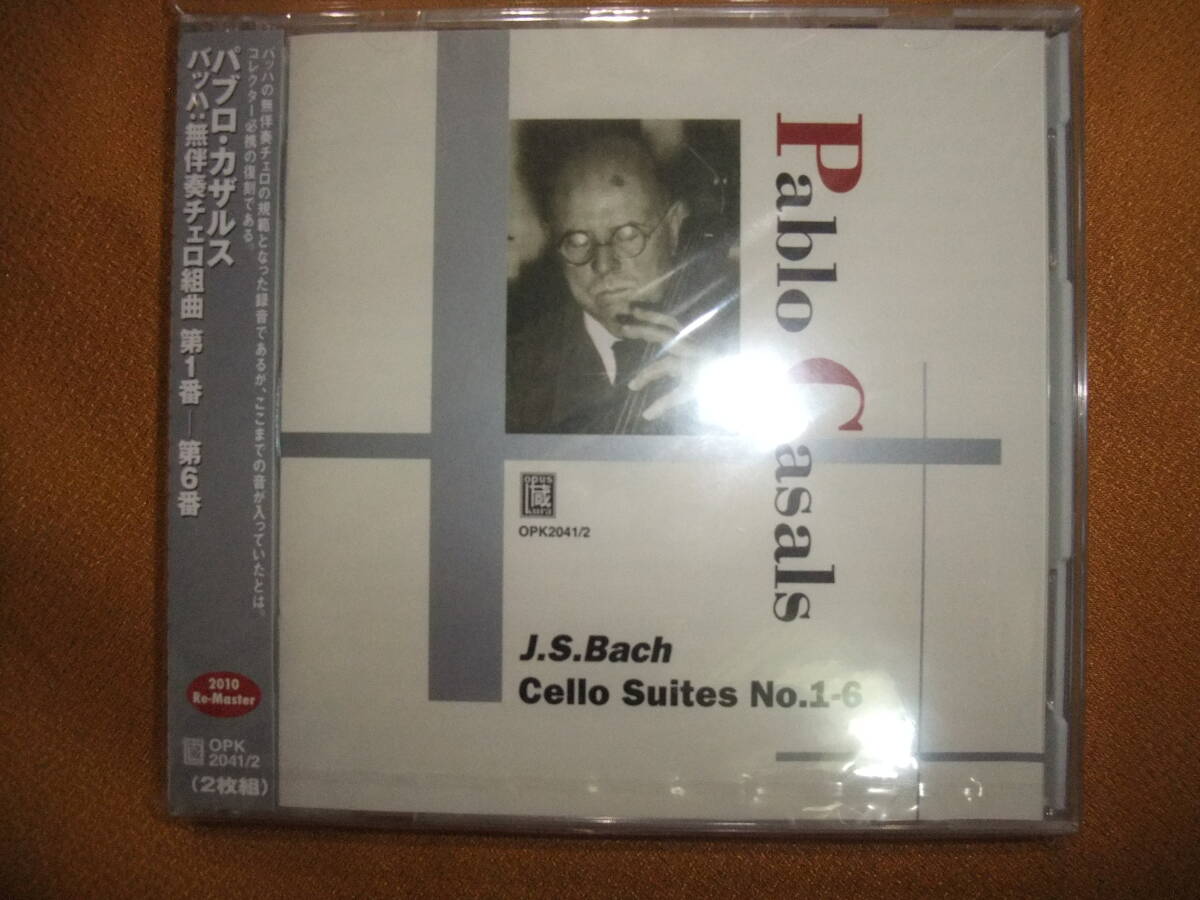 バッハの無伴奏チェロの規範となった録音であるが、ここまでの音が入っていたとは。
コレクター必携の復刻である。
パブロ・カザルス
バッハ:無伴奏チェロ組曲 第1番─第6番
2010
Re-Master
OPK
2041/2
(2枚組)
Pablo Casals
opus
蔵
kura
OPK2041/2
J.S.Bach
Cello Suites No.1-6